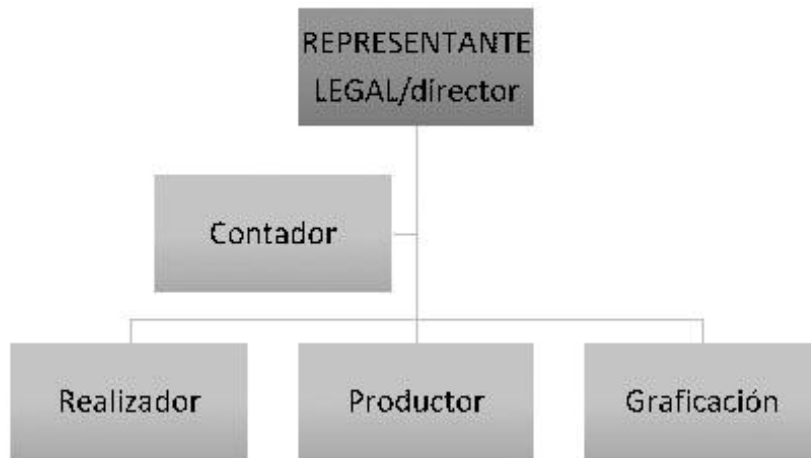 REPRESENTANTE
LEGAL/director
Contador
Realizador
Productor
Graficación